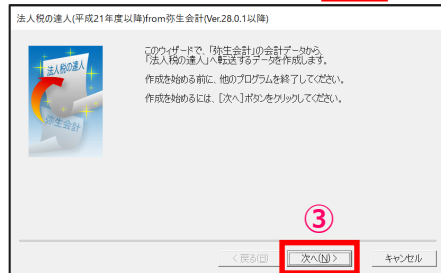 法人税の達人(平成21年度以降)from弥生会計(Ver.28.0.1以降)
このウィザードで、「弥生会計」の会計データから、
「法人税の達人」へ転送するデータを作成します。
作成を始める前に、他のプログラムを終了してください。
作成を始めるには、[次へ]ボタンをクリックしてください。
法人税の達人
弥生会計
③
< 戻る(B)
次へ(N) >
キャンセル